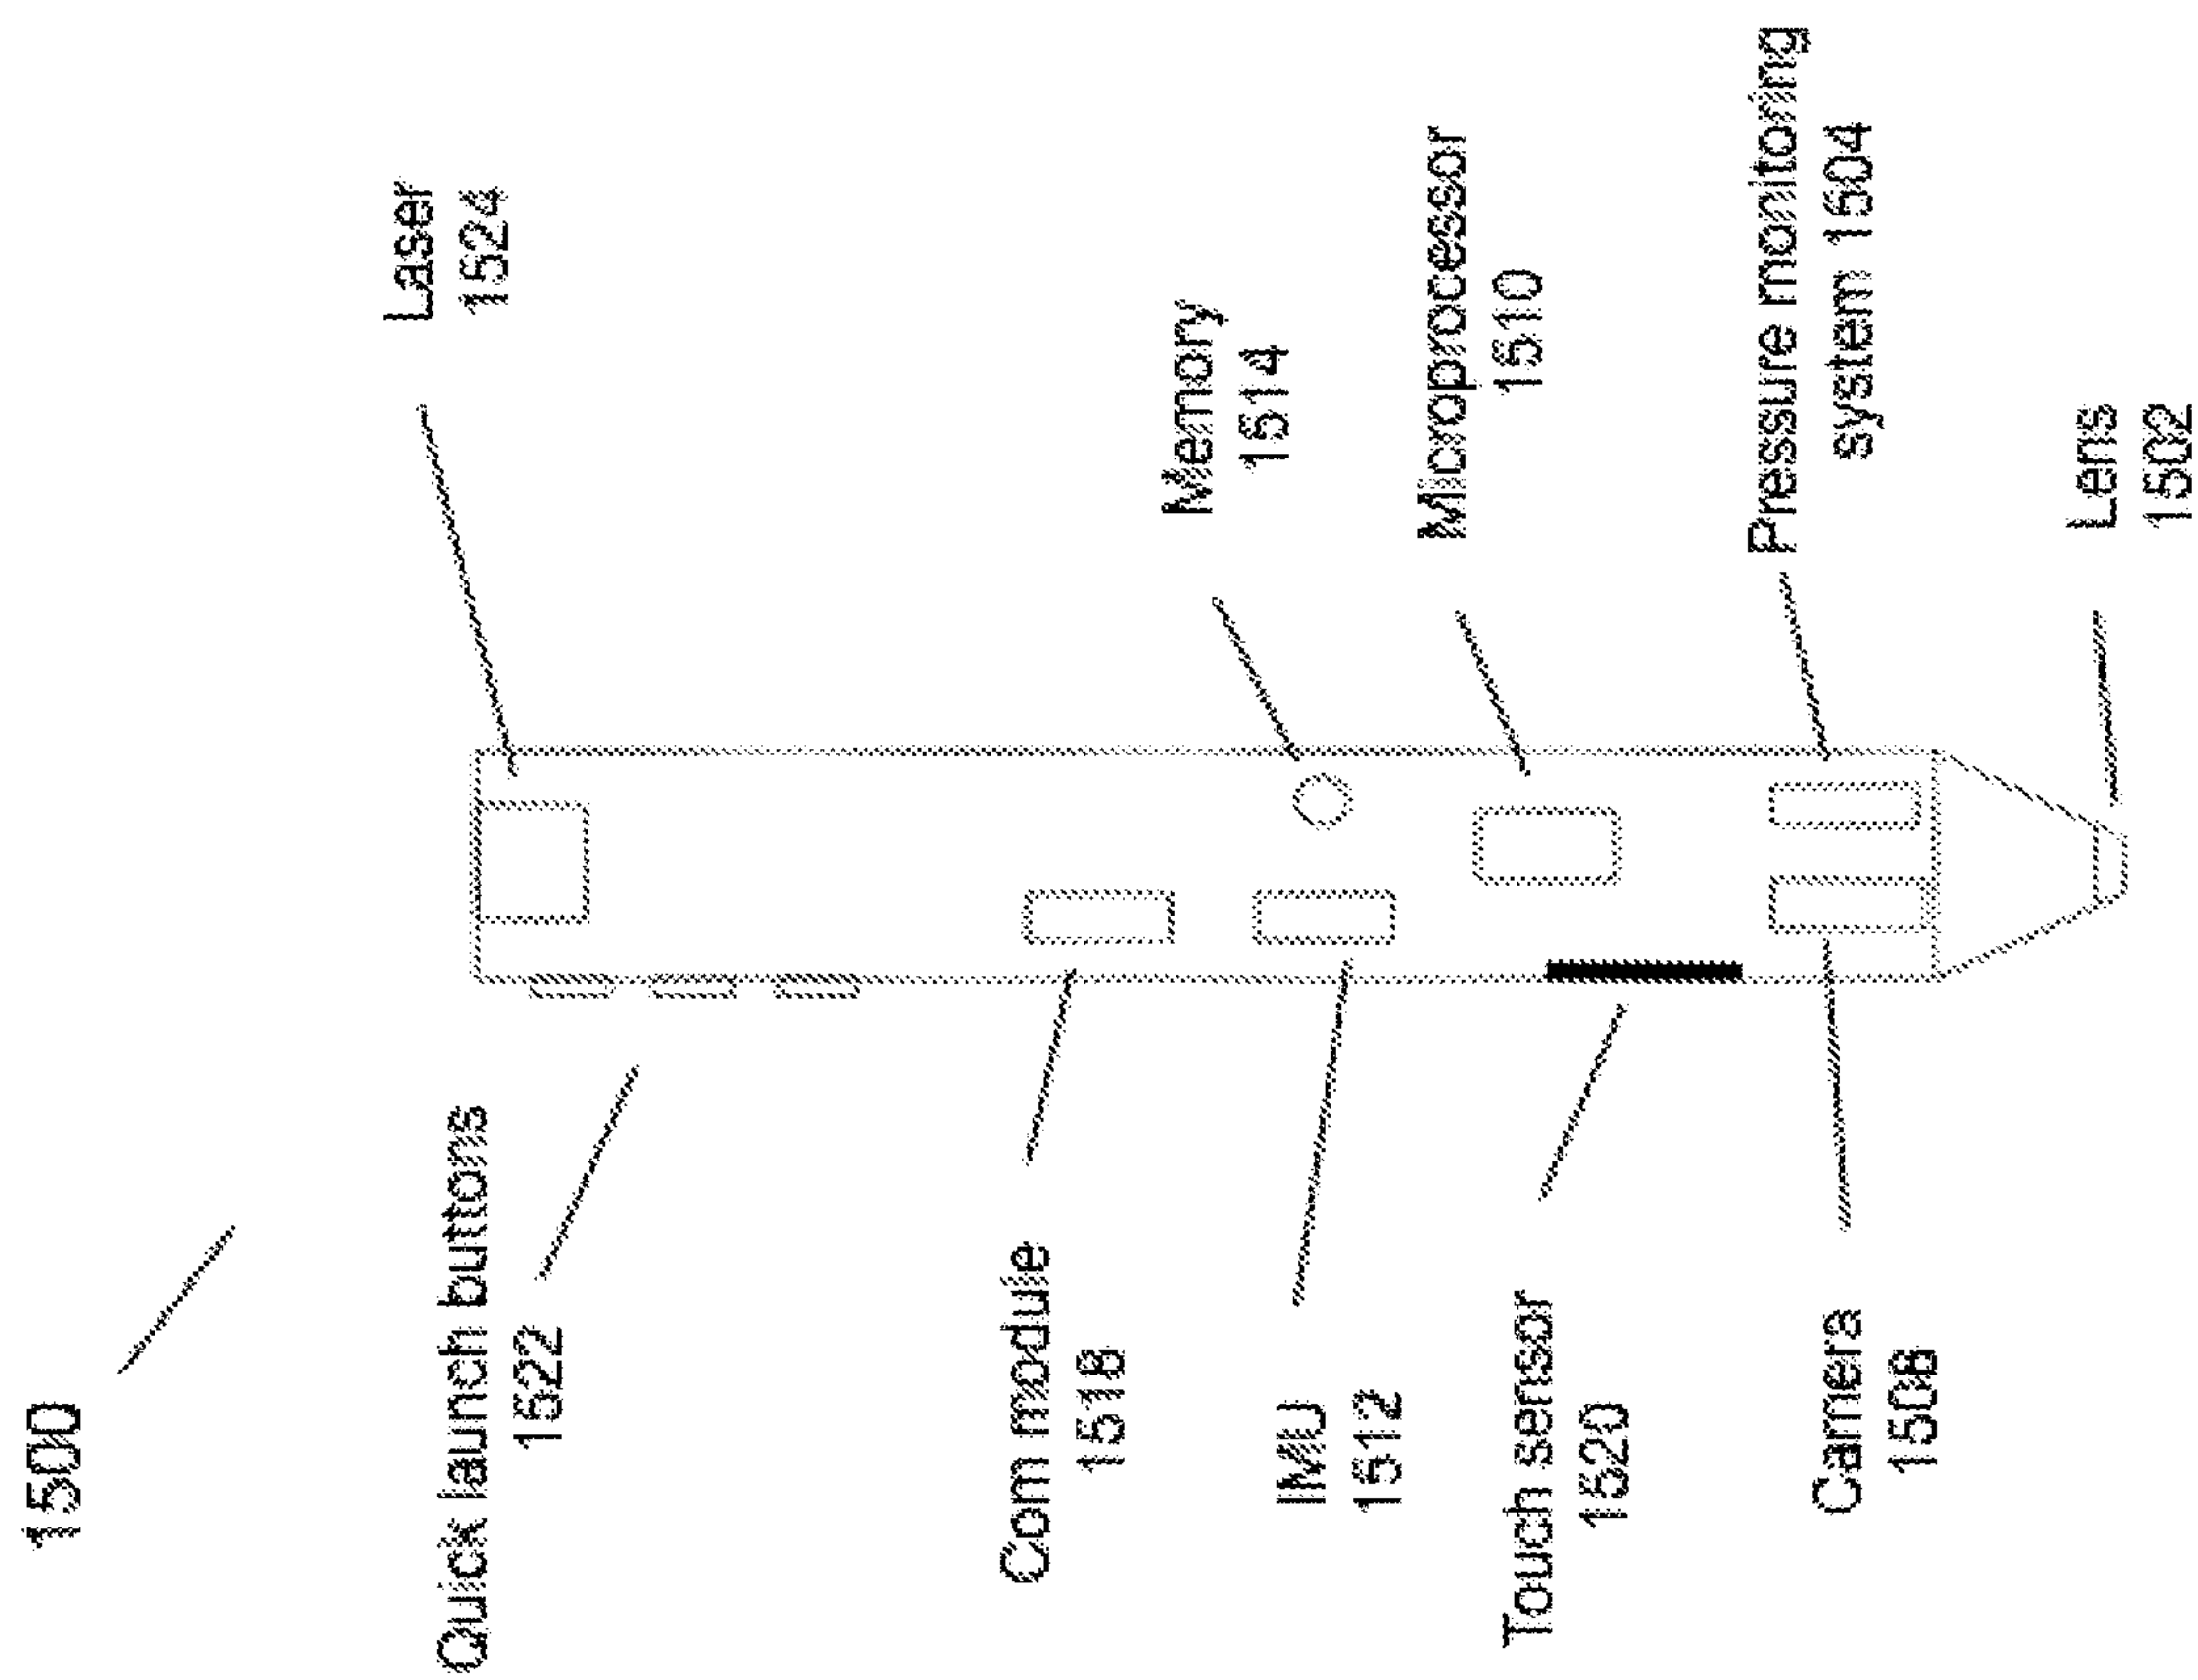 1500
Quick launch buttons
1522
Laser
1524
Com module
1518
Memory
1514
IMU
1512
Microprocessor
1510
Touch sensor
1520
Pressure monitoring
system 1504
Camera
1508
Lens
1502